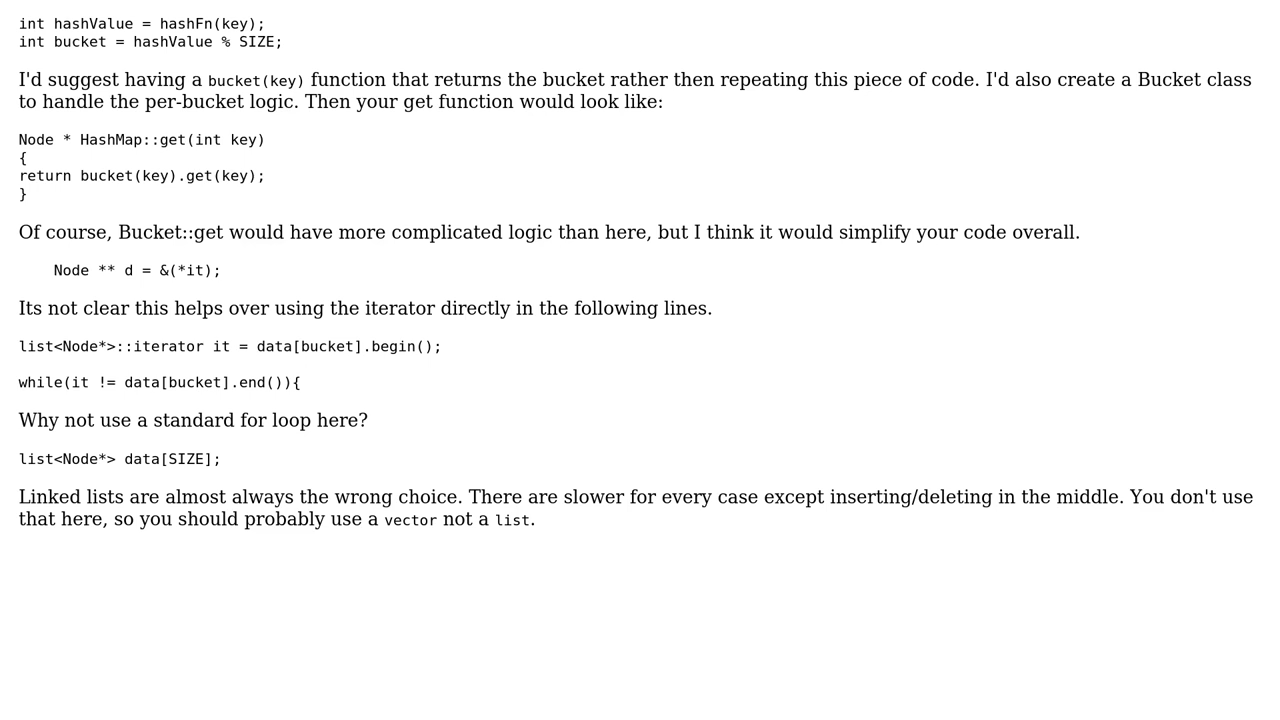 int hashValue = hashFn(key);
int bucket = hashValue % SIZE;
I'd suggest having a bucket(key) function that returns the bucket rather then repeating this piece of code. I'd also create a Bucket class
to handle the per-bucket logic. Then your get function would look like:
Node * HashMap::get(int key)
{
return bucket(key).get(key);
}
Of course, Bucket::get would have more complicated logic than here, but I think it would simplify your code overall.
    Node ** d = &(*it);
Its not clear this helps over using the iterator directly in the following lines.
list<Node*>::iterator it = data[bucket].begin();
while(it != data[bucket].end()){
Why not use a standard for loop here?
list<Node*> data[SIZE];
Linked lists are almost always the wrong choice. There are slower for every case except inserting/deleting in the middle. You don't use
that here, so you should probably use a vector not a list.